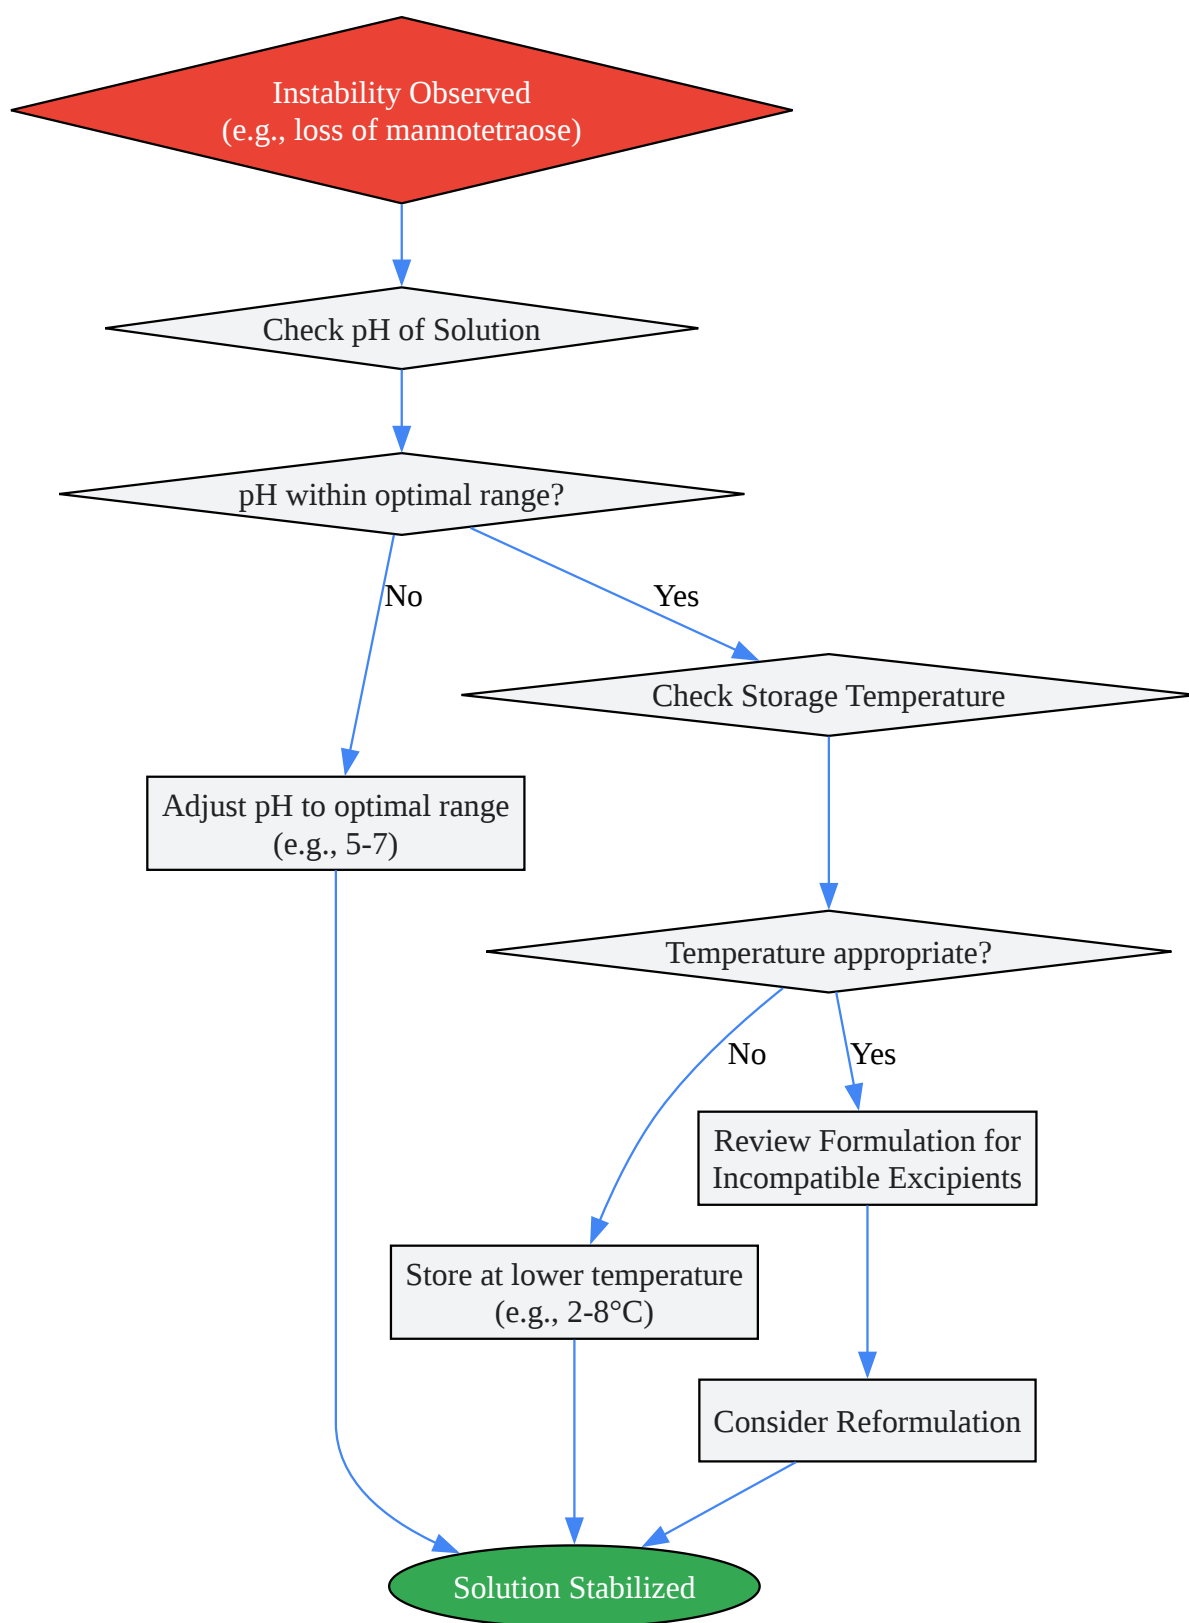 Instability Observed
(e.g., loss of mannotetraose)
Check pH of Solution
pH within optimal range?
No
Yes
Check Storage Temperature
Adjust pH to optimal range
(e.g., 5-7)
Temperature appropriate?
No
Yes
Review Formulation for
Incompatible Excipients
Store at lower temperature
(e.g., 2-8°C)
Consider Reformulation
Solution Stabilized